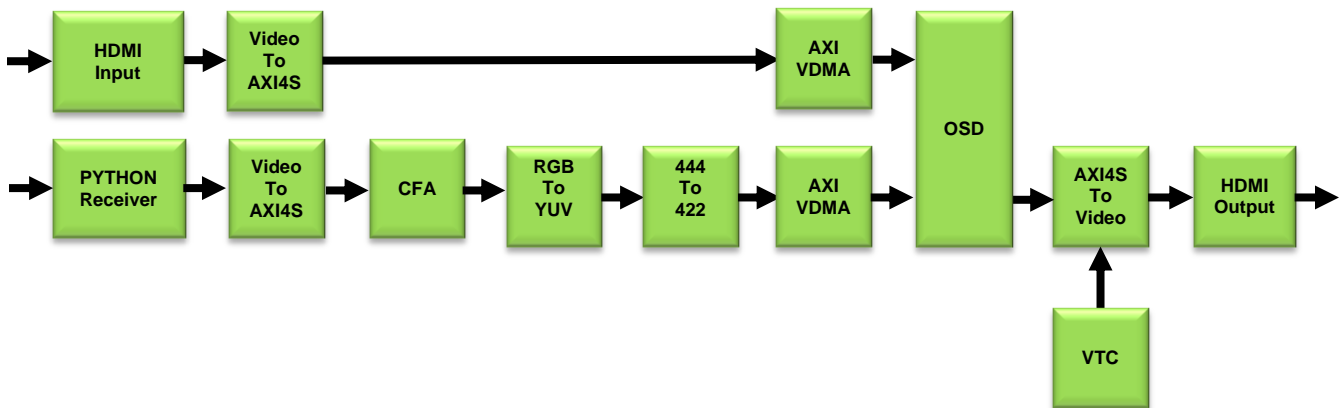 HDMI
Input
Video
To
AXI4S
AXI
VDMA
OSD
PYTHON
Receiver
Video
To
AXI4S
CFA
RGB
To
YUV
444
To
422
AXI
VDMA
AXI4S
To
Video
HDMI
Output
VTC